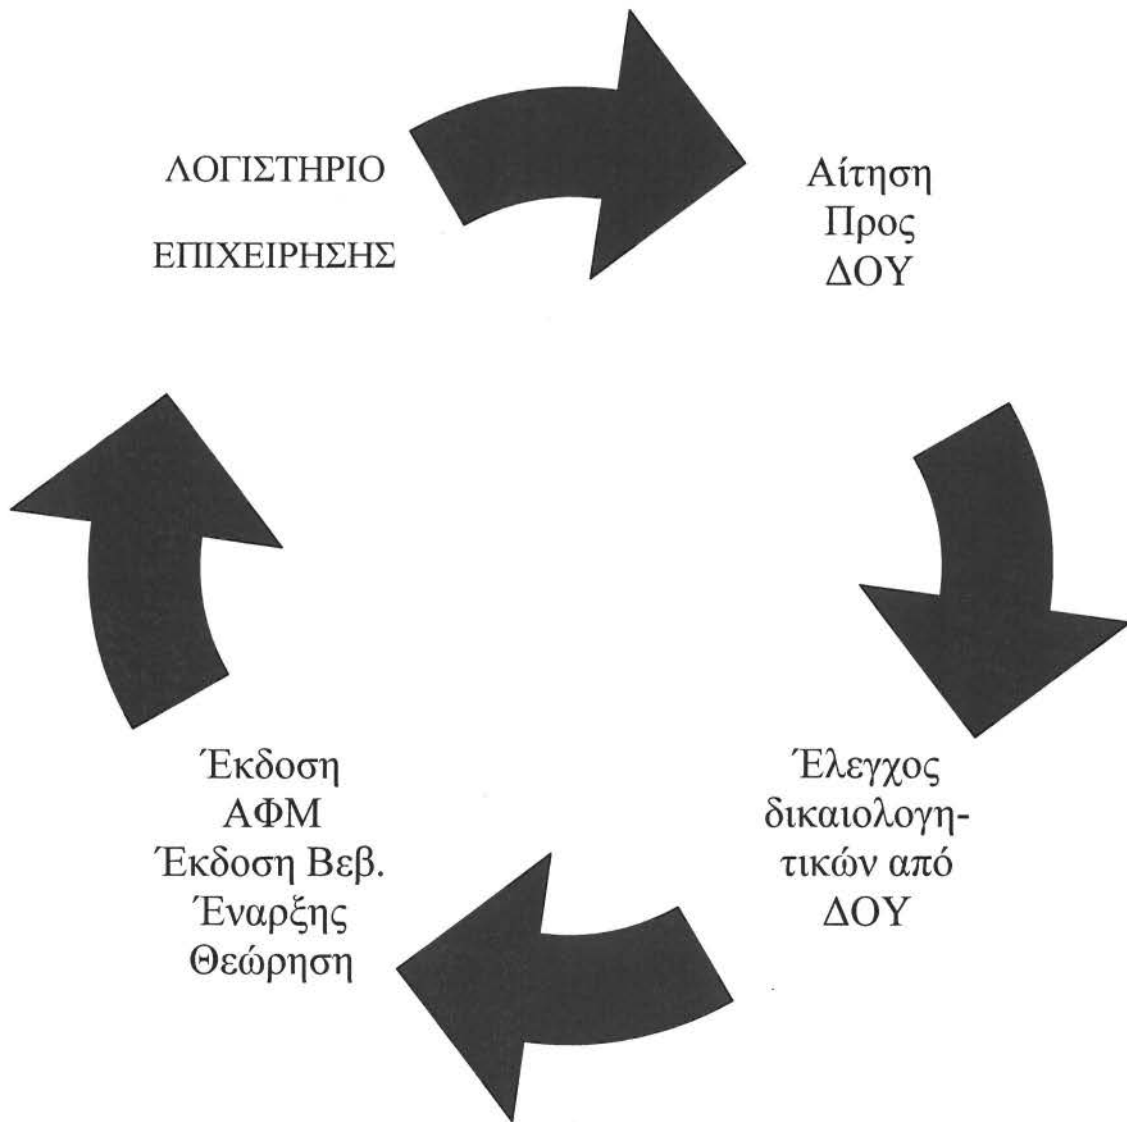 ΛΟΓΙΣΤΗΡΙΟ
ΕΠΙΧΕΙΡΗΣΗΣ
Αίτηση
Προς
ΔΟΥ
Έλεγχος
δικαιολογη-
τικών από
ΔΟΥ
Έκδοση
ΑΦΜ
Έκδοση Βεβ.
Έναρξης
Θεώρηση